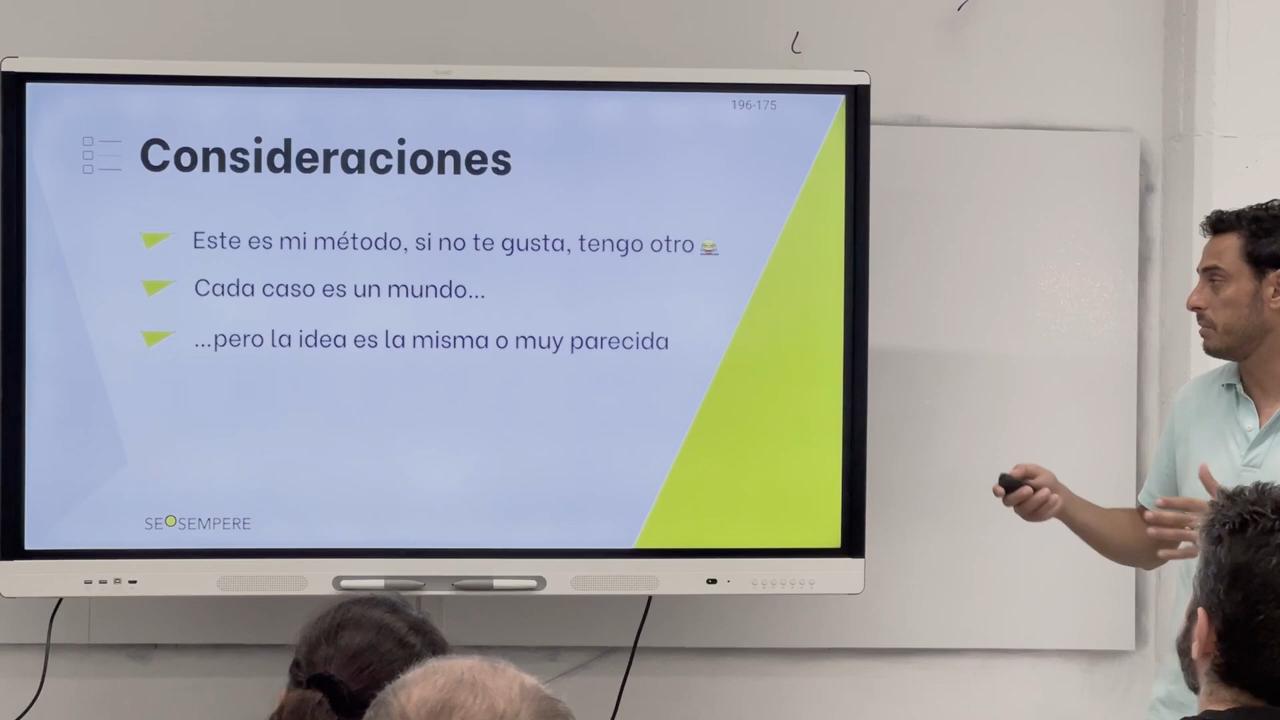 196-175
Consideraciones
Este es mi método, si no te gusta, tengo otro 😂
Cada caso es un mundo...
...pero la idea es la misma o muy parecida
SEOSEMPERE